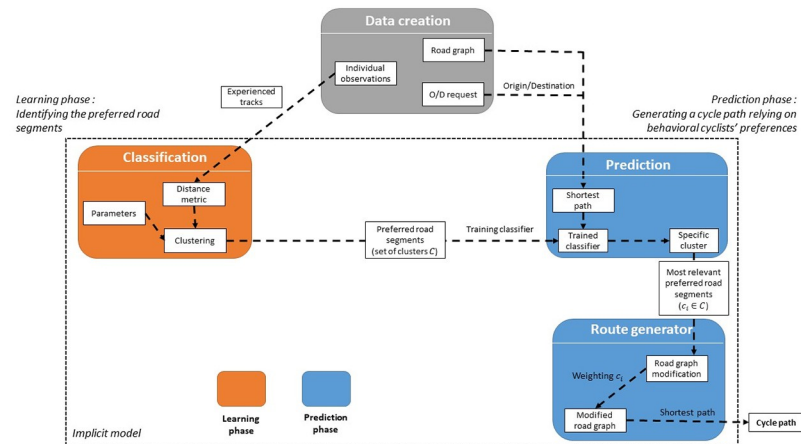 Data creation
Road graph
Individual
observations
O/D request
Origin/Destination
Experienced
tracks
Learning phase :
Identifying the preferred road
segments
Prediction phase :
Generating a cycle path relying on
behavioral cyclists' preferences
Classification
Distance
metric
Parameters
Clustering
Preferred road
segments
(set of clusters C)
Training classifier
Prediction
Shortest
path
Trained
classifier
Specific
cluster
Most relevant
preferred road
segments
(cᵢ ∈ C)
Route generator
Road graph
modification
Weighting cᵢ
Modified
road graph
Shortest path
Cycle path
Learning
phase
Prediction
phase
Implicit model